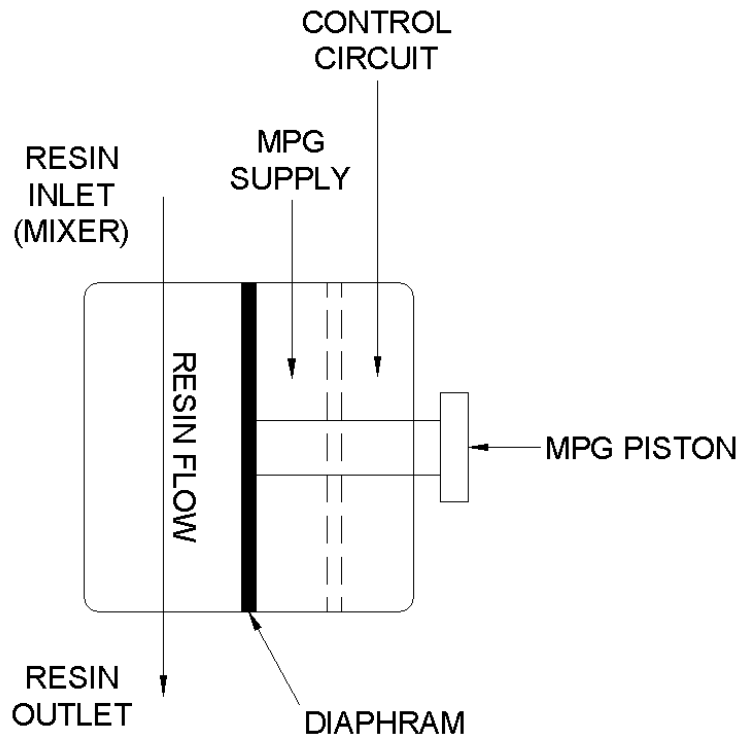 CONTROL
CIRCUIT
MPG
SUPPLY
RESIN
INLET
(MIXER)
RESIN FLOW
MPG PISTON
RESIN
OUTLET
DIAPHRAM